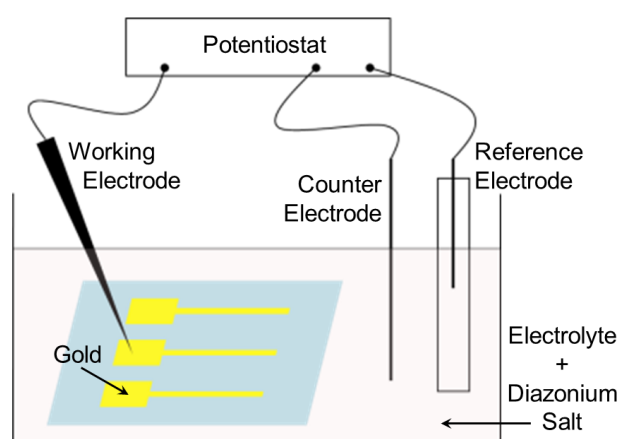 Potentiostat
Working
Electrode
Counter
Electrode
Reference
Electrode
Gold
Electrolyte
+
Diazonium
Salt